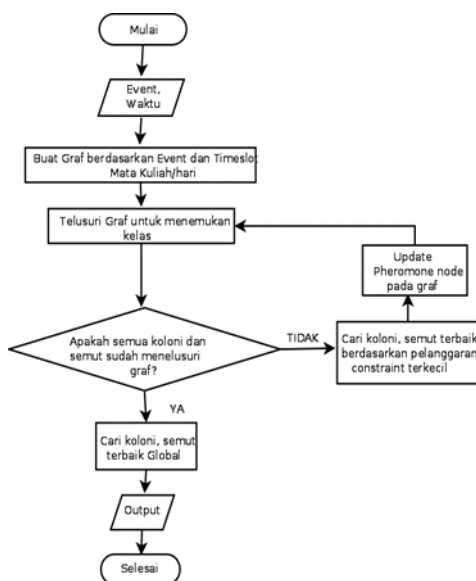 Mulai
Event,
Waktu
Buat Graf berdasarkan Event dan Timeslot
Mata Kuliah/hari
Telusuri Graf untuk menemukan
kelas
Update
Pheromone node
pada graf
Apakah semua koloni dan
semut sudah menelusuri
graf?
TIDAK
Cari koloni, semut terbaik
berdasarkan pelanggaran
constraint terkecil
YA
Cari koloni, semut
terbaik Global
Output
Selesai